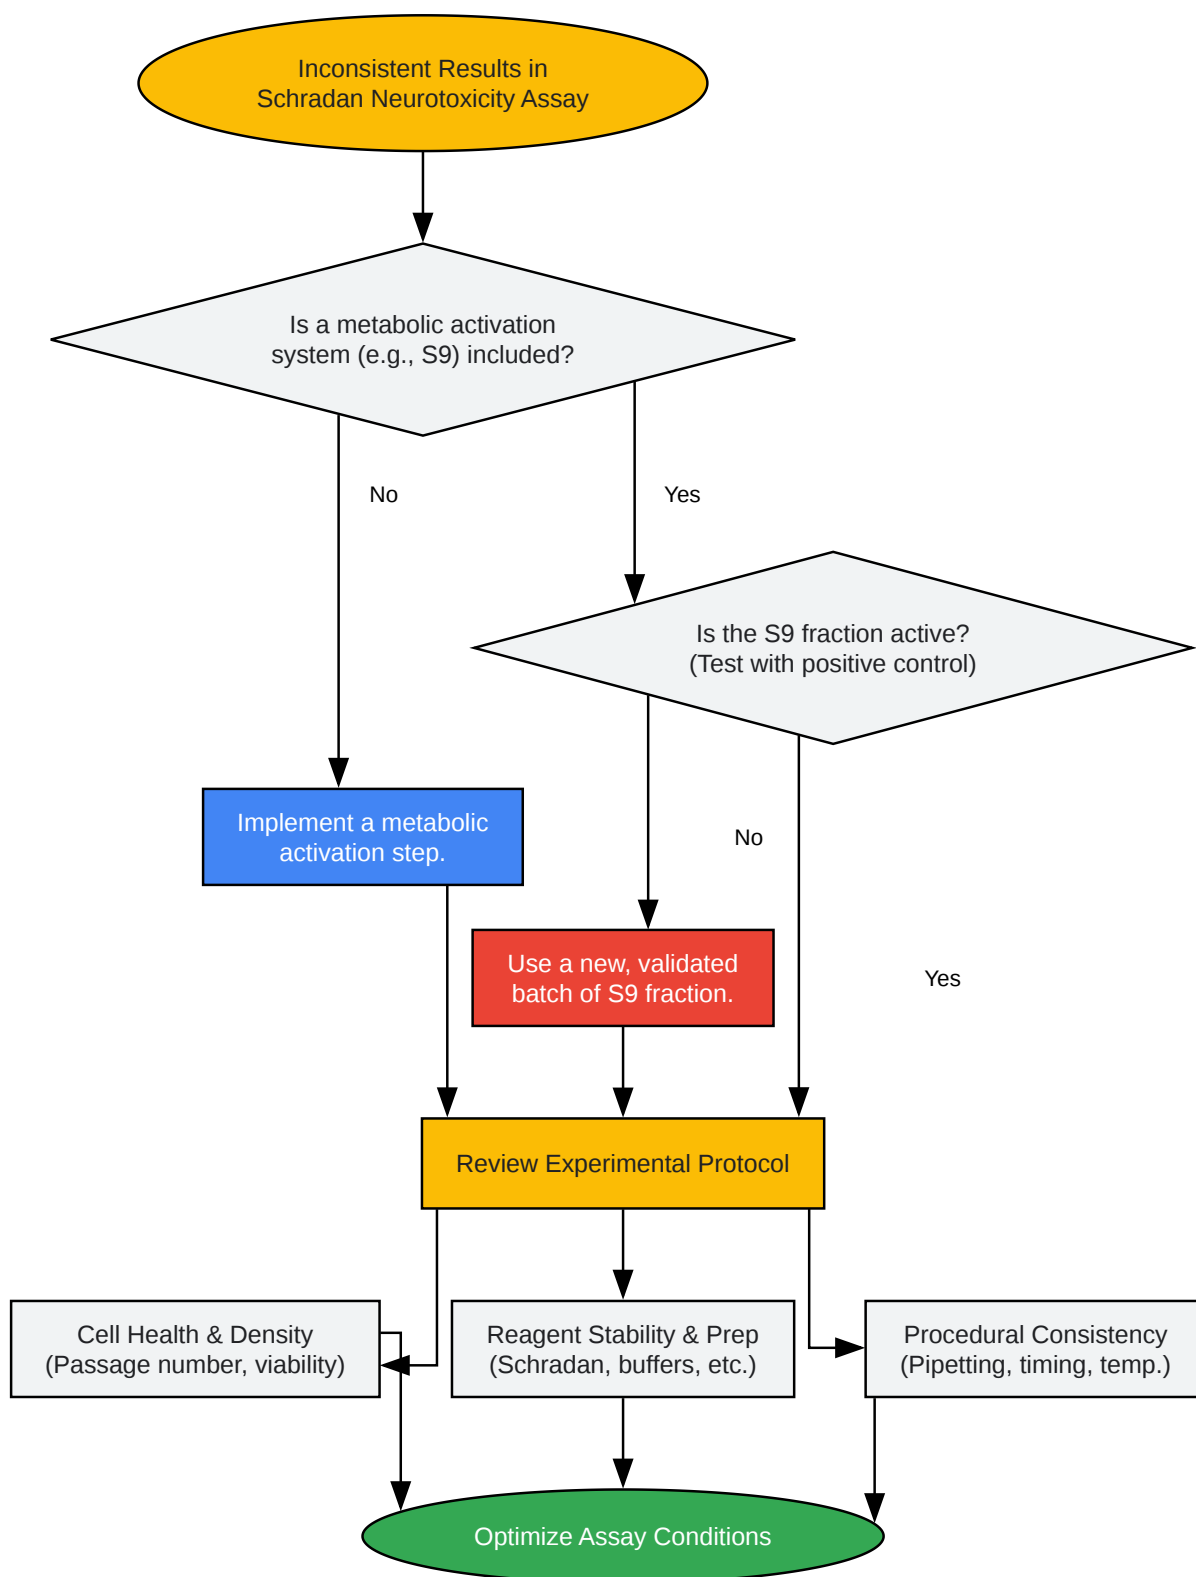 Inconsistent Results in
Schradan Neurotoxicity Assay
Is a metabolic activation
system (e.g., S9) included?
No
Yes
Is the S9 fraction active?
(Test with positive control)
Implement a metabolic
activation step.
No
Use a new, validated
batch of S9 fraction.
Yes
Review Experimental Protocol
Cell Health & Density
(Passage number, viability)
Reagent Stability & Prep
(Schradan, buffers, etc.)
Procedural Consistency
(Pipetting, timing, temp.)
Optimize Assay Conditions